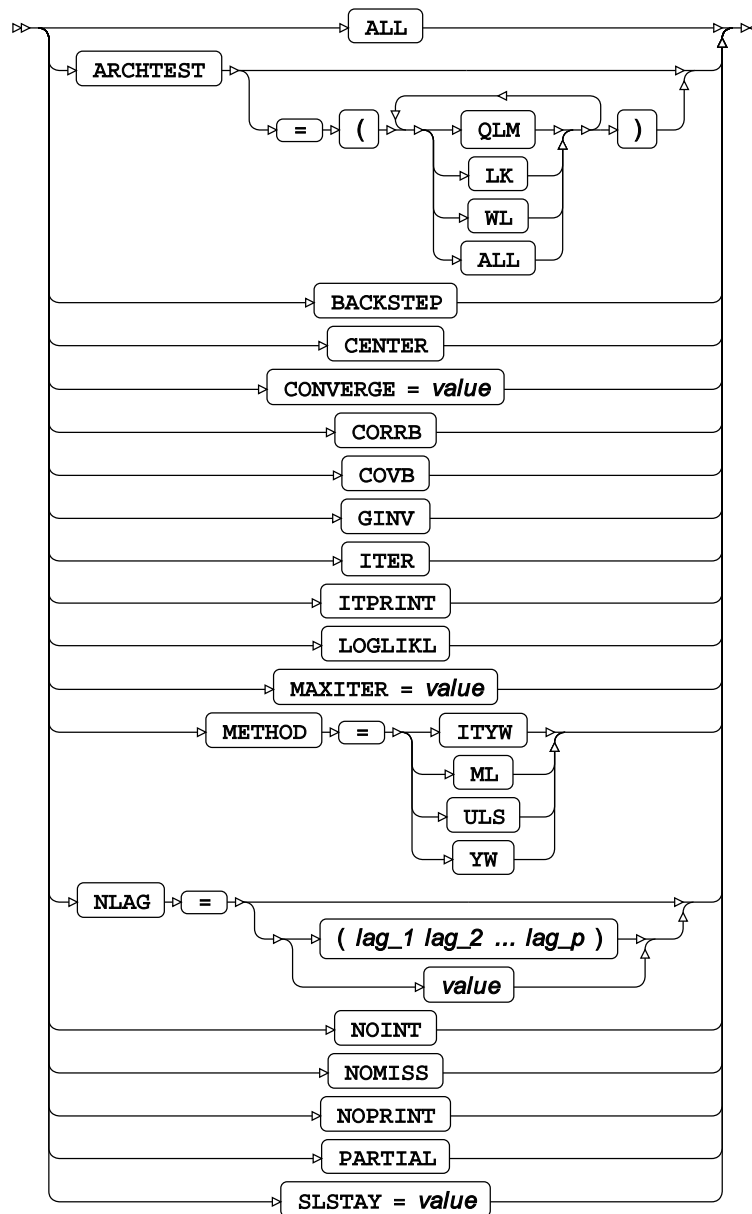 ALL
ARCHTEST
= ( QLM )
LK
WL
ALL
BACKSTEP
CENTER
CONVERGE = value
CORRB
COVB
GINV
ITER
ITPRINT
LOGLIKL
MAXITER = value
METHOD = ITYW
ML
ULS
YW
NLAG =
( lag_1 lag_2 ... lag_p )
value
NOINT
NOMISS
NOPRINT
PARTIAL
SLSTAY = value